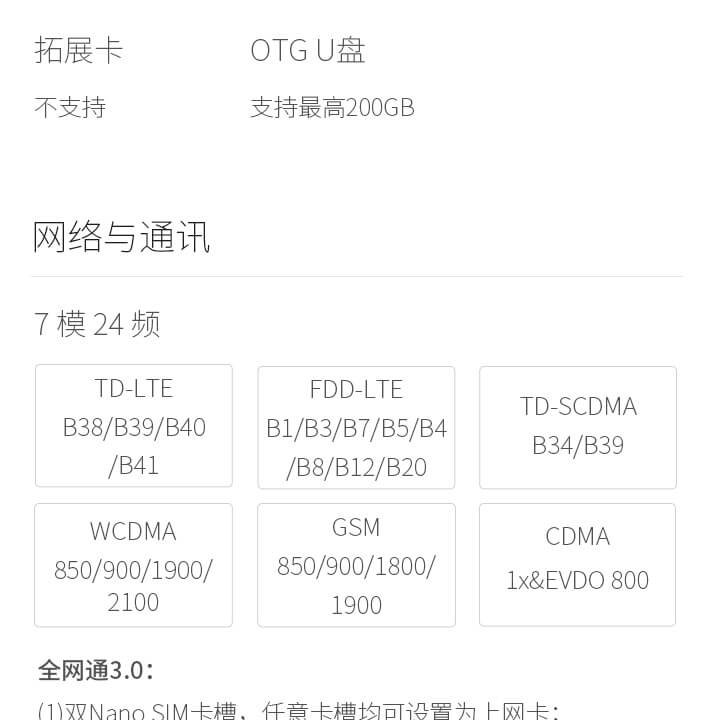 拓展卡 OTG U盘
不支持 支持最高200GB
网络与通讯
7 模 24 频
TD-LTE
B38/B39/B40
/B41
FDD-LTE
B1/B3/B7/B5/B4
/B8/B12/B20
TD-SCDMA
B34/B39
WCDMA
850/900/1900/
2100
GSM
850/900/1800/
1900
CDMA
1x&EVDO 800
全网通3.0：
(1)双Nano SIM卡槽，任意卡槽均可设置为上网卡；